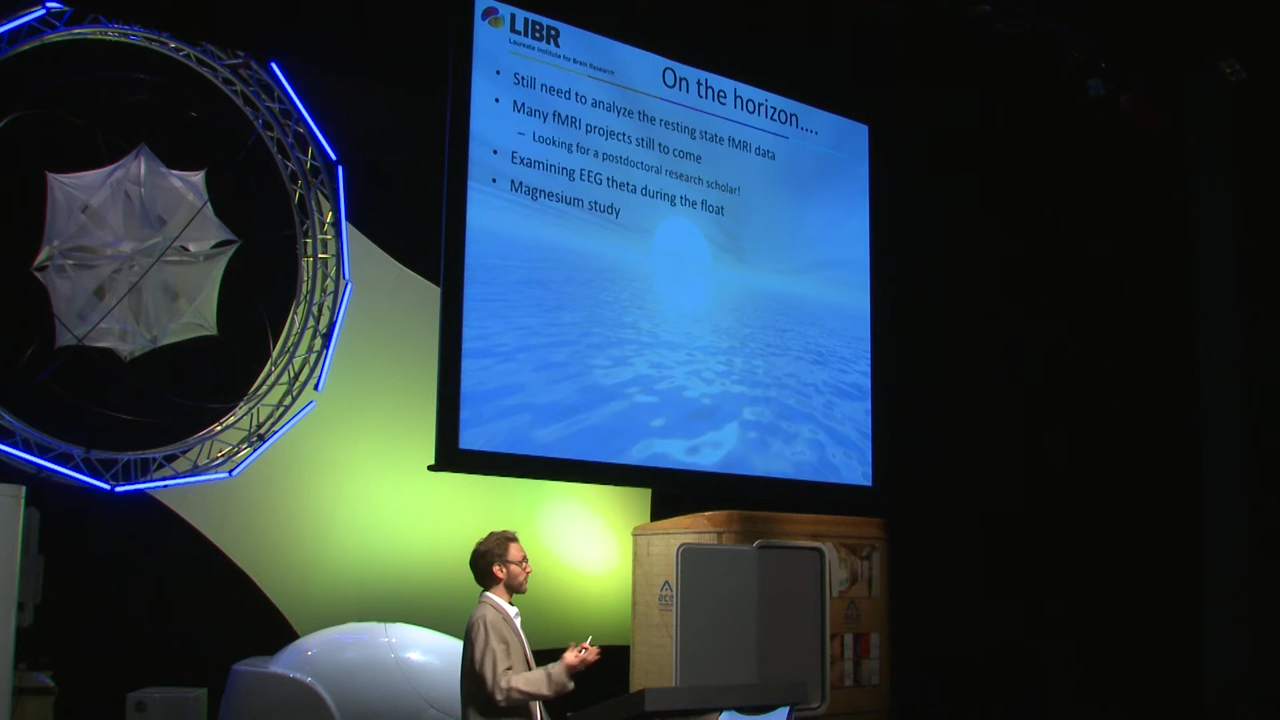 LIBR
Laureate Institute for Brain Research
On the horizon....
• Still need to analyze the resting state fMRI data
• Many fMRI projects still to come
– Looking for a postdoctoral research scholar!
• Examining EEG theta during the float
• Magnesium study
ace